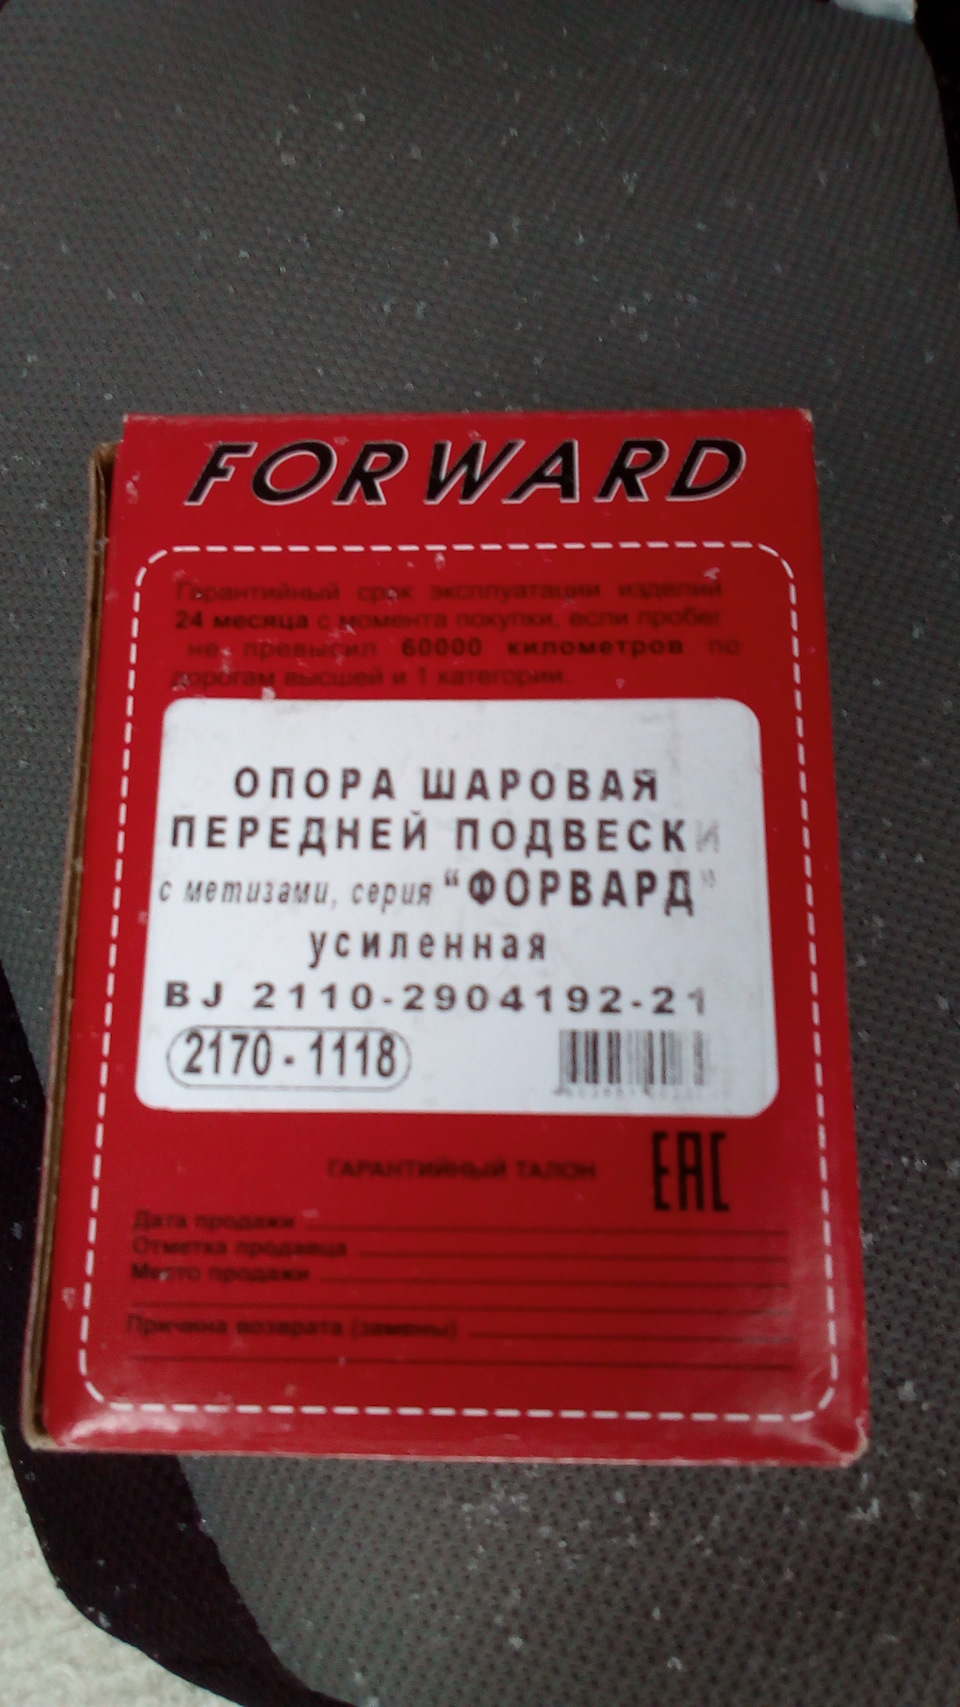 FORWARD
Гарантийный срок эксплуатации изделий
24 месяца с момента покупки, если пробег
не превысил 60000 километров по
дорогам высшей и 1 категории.
ОПОРА ШАРОВАЯ
ПЕРЕДНЕЙ ПОДВЕСКИ
с метизами, серия "ФОРВАРД"
усиленная
BJ 2110-2904192-21
2170 - 1118
ГАРАНТИЙНЫЙ ТАЛОН
EAC
Дата продажи
Отметка продавца
Место продажи
Причина возврата (замены)